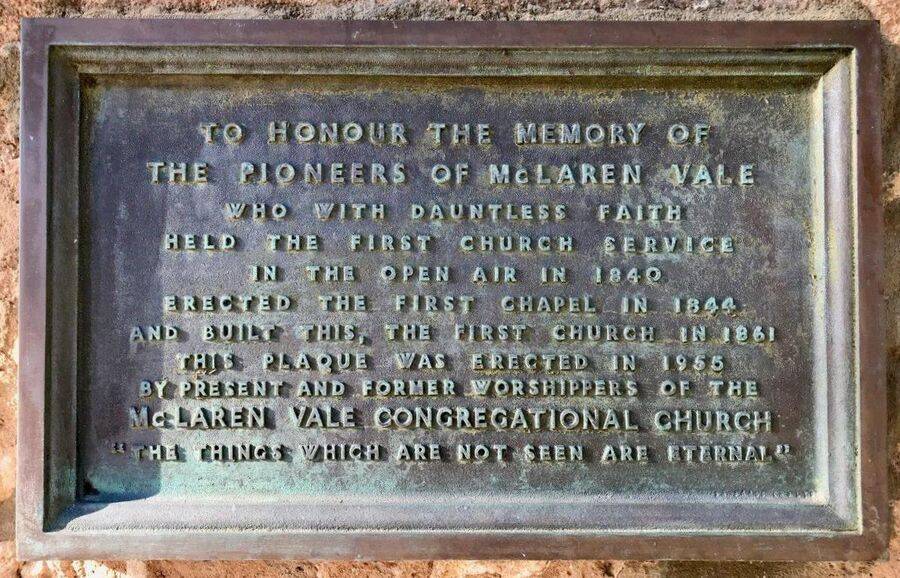 TO HONOUR THE MEMORY OF
THE PIONEERS OF McLAREN VALE
WHO WITH DAUNTLESS FAITH
HELD THE FIRST CHURCH SERVICE
IN THE OPEN AIR IN 1840
ERECTED THE FIRST CHAPEL IN 1844
AND BUILT THIS, THE FIRST CHURCH IN 1861
THIS PLAQUE WAS ERECTED IN 1955
BY PRESENT AND FORMER WORSHIPPERS OF THE
McLAREN VALE CONGREGATIONAL CHURCH
"THE THINGS WHICH ARE NOT SEEN ARE ETERNAL"